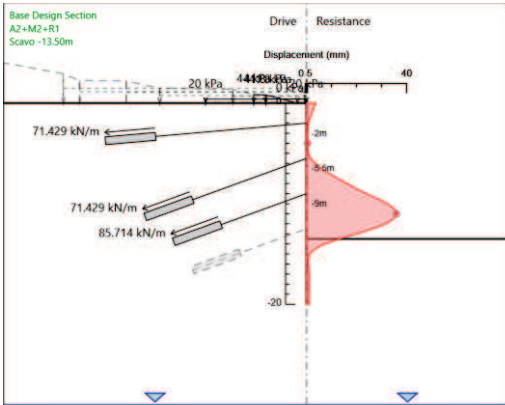 Base Design Section
A2+M2+R1
Scavo -13.50m
Drive
Resistance
Displacement (mm)
0.5
40
20 kPa
71.429 kN/m
-2m
-5.5m
71.429 kN/m
-9m
85.714 kN/m
-20